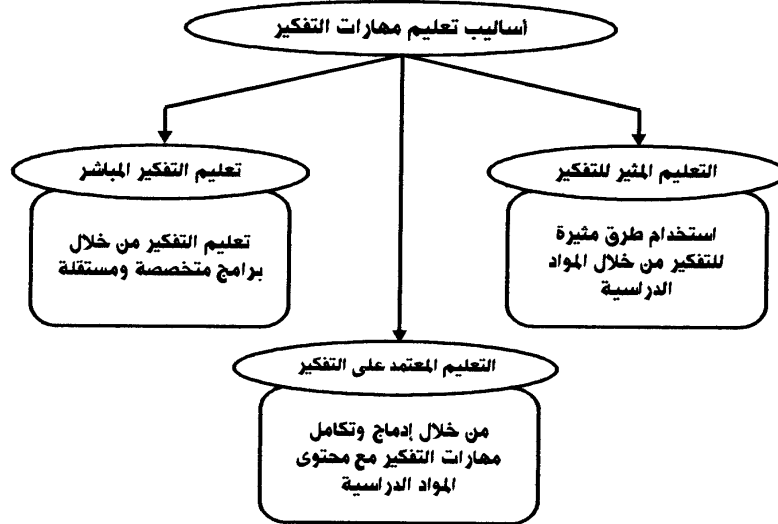 أساليب تعليم مهارات التفكير
التعليم المثير للتفكير
استخدام طرق مثيرة
للتفكير من خلال المواد
الدراسية
تعليم التفكير المباشر
تعليم التفكير من خلال
برامج متخصصة ومستقلة
التعليم المعتمد على التفكير
من خلال إدماج وتكامل
مهارات التفكير مع محتوى
المواد الدراسية